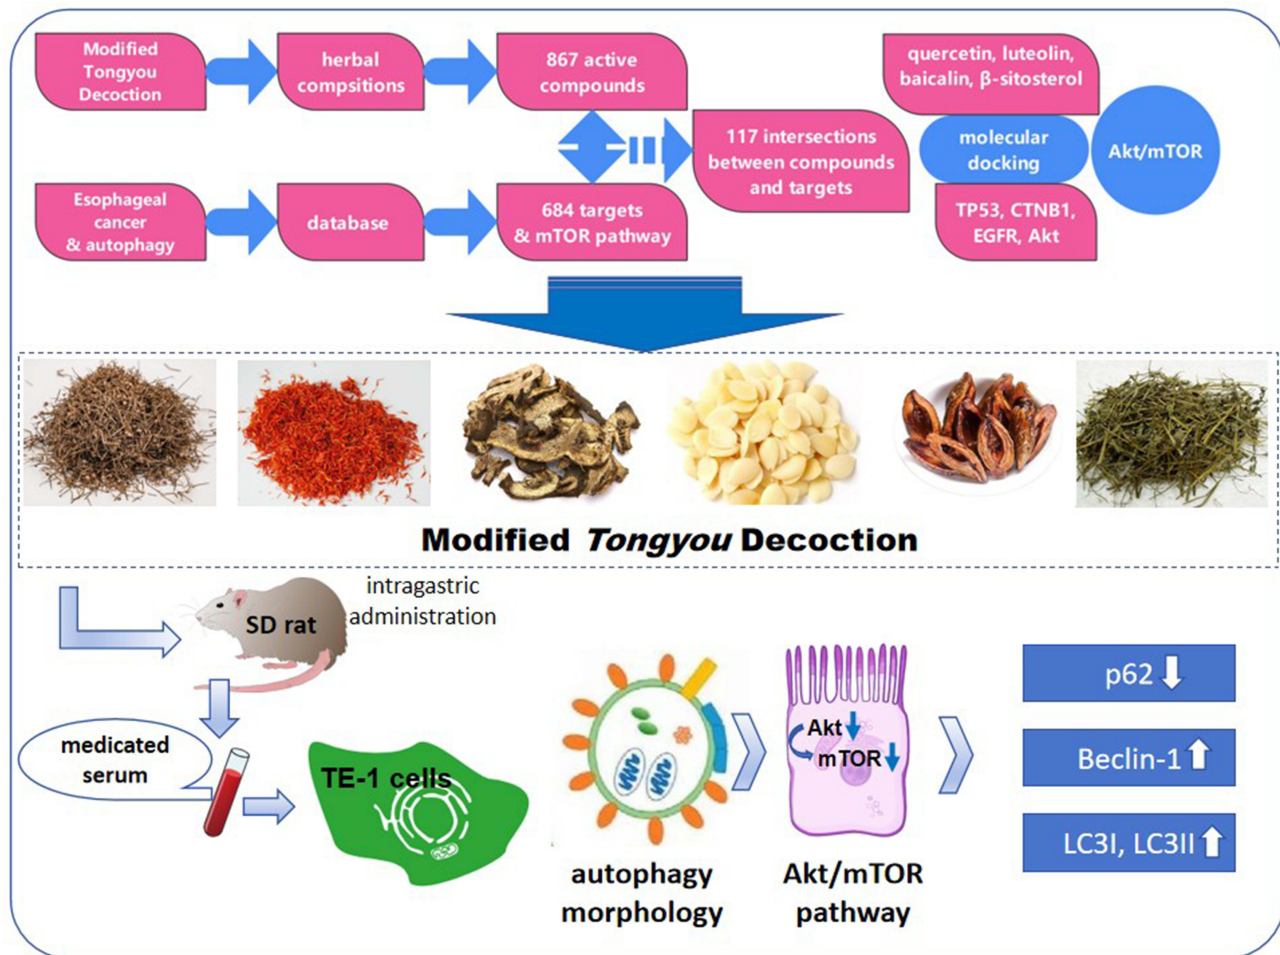 Modified
Tongyou
Decoction
herbal
compsitions
867 active
compounds
quercetin, luteolin,
baicalin, β-sitosterol
117 intersections
between compounds
and targets
molecular
docking
Akt/mTOR
Esophageal
cancer
& autophagy
database
684 targets
& mTOR pathway
TP53, CTNB1,
EGFR, Akt
Modified Tongyou Decoction
SD rat
intragastric
administration
medicated
serum
TE-1 cells
autophagy
morphology
Akt
mTOR
Akt/mTOR
pathway
p62
Beclin-1
LC3I, LC3II